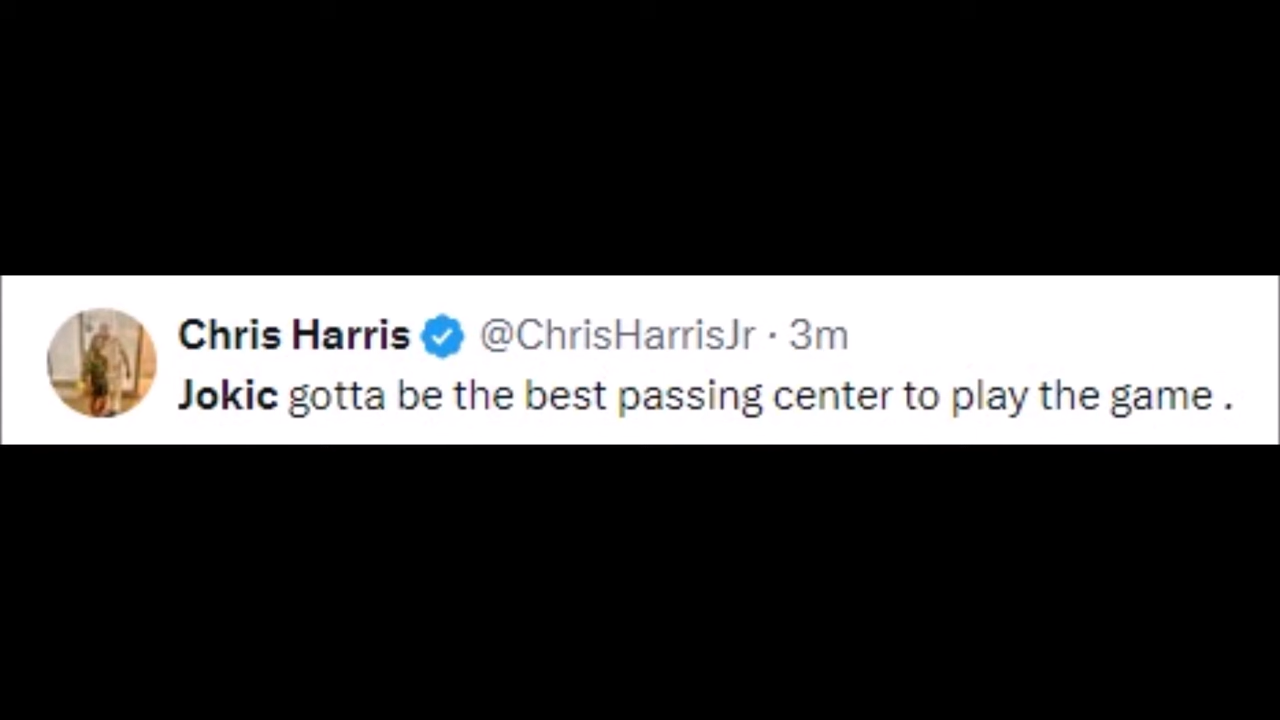 Chris Harris @ChrisHarrisJr · 3m
Jokic gotta be the best passing center to play the game .